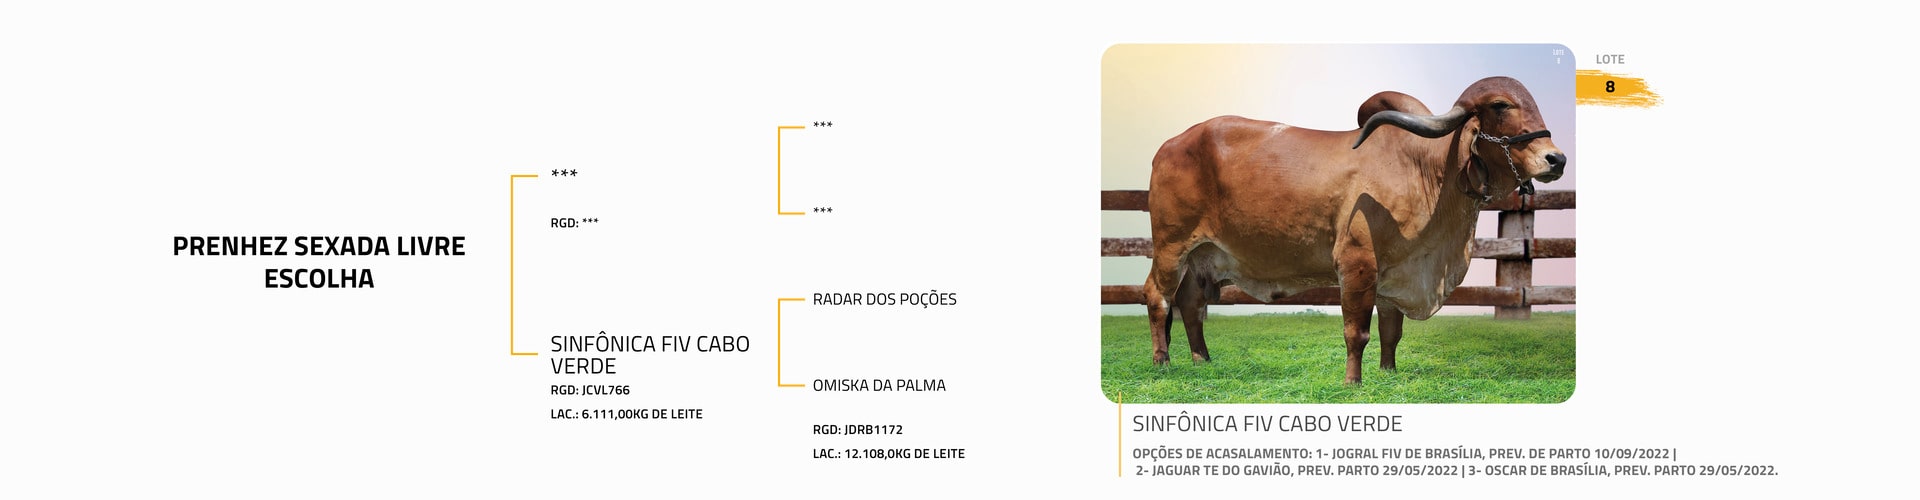 PRENHEZ SEXADA LIVRE
ESCOLHA
***
RGD: ***
SINFÔNICA FIV CABO
VERDE
RGD: JCVL766
LAC.: 6.111,00KG DE LEITE
***
***
RADAR DOS POÇÕES
OMISKA DA PALMA
RGD: JDRB1172
LAC.: 12.108,0KG DE LEITE
LOTE
8
LOTE
8
SINFÔNICA FIV CABO VERDE
OPÇÕES DE ACASALAMENTO: 1- JOGRAL FIV DE BRASÍLIA, PREV. DE PARTO 10/09/2022 |
2- JAGUAR TE DO GAVIÃO, PREV. PARTO 29/05/2022 | 3- OSCAR DE BRASÍLIA, PREV. PARTO 29/05/2022.